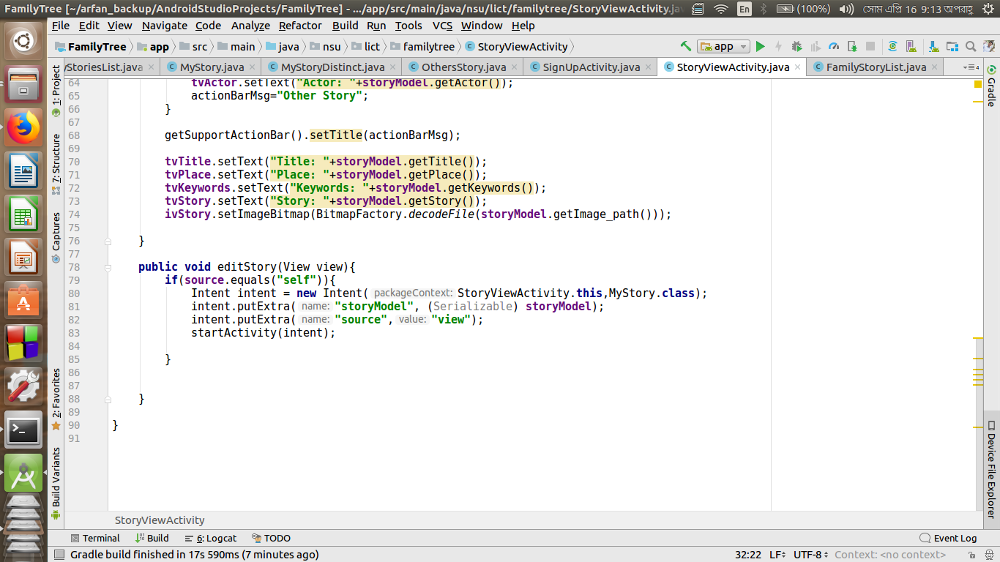 FamilyTree [~/arfan_backup/AndroidStudioProjects/FamilyTree] - .../app/src/main/java/nsu/lict/familytree/StoryViewActivity.ja
En (100%) সোম এপ্রি 16 9:13 অপরাহ্ণ
File Edit View Navigate Code Analyze Refactor Build Run Tools VCS Window Help
FamilyTree app src main java nsu lict familytree StoryViewActivity app
yStoriesList.java MyStory.java MyStoryDistinct.java OthersStory.java SignUpActivity.java StoryViewActivity.java FamilyStoryList.java 4
1: Project
7: Structure
Captures
2: Favorites
Build Variants
64 tvActor.setText("Actor: "+storyModel.getActor());
65 actionBarMsg="Other Story";
66 }
67
68 getSupportActionBar().setTitle(actionBarMsg);
69
70 tvTitle.setText("Title: "+storyModel.getTitle());
71 tvPlace.setText("Place: "+storyModel.getPlace());
72 tvKeywords.setText("Keywords: "+storyModel.getKeywords());
73 tvStory.setText("Story: "+storyModel.getStory());
74 ivStory.setImageBitmap(BitmapFactory.decodeFile(storyModel.getImage_path()));
75
76 }
77
78 public void editStory(View view){
79 if(source.equals("self")){
80 Intent intent = new Intent( packageContext: StoryViewActivity.this,MyStory.class);
81 intent.putExtra( name: "storyModel", (Serializable) storyModel);
82 intent.putExtra( name: "source", value: "view");
83 startActivity(intent);
84
85 }
86
87
88 }
89
90 }
91
Gradle
Device File Explorer
StoryViewActivity
Terminal Build 6: Logcat TODO Event Log
Gradle build finished in 17s 590ms (7 minutes ago) 32:22 LF UTF-8 Context: <no context>